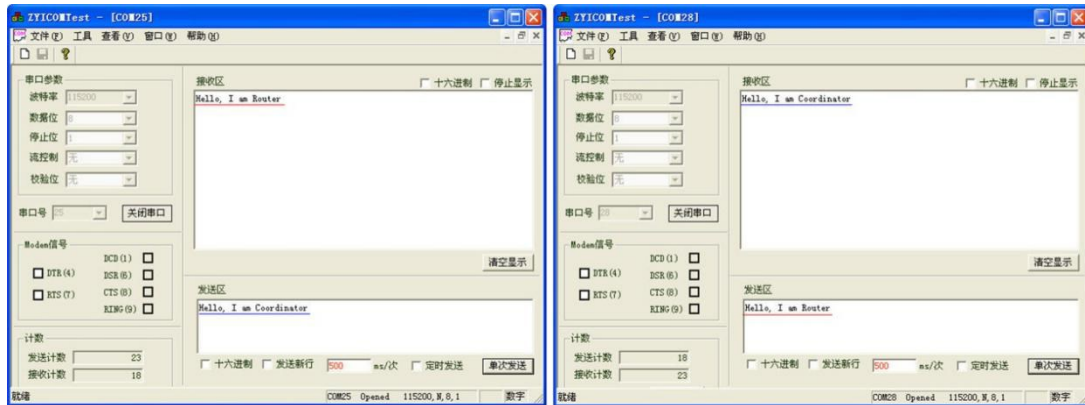 ZYICOMTest - [COM25]
文件(F) 工具 查看(V) 窗口(W) 帮助(H)
串口参数
波特率 115200
数据位 8
停止位 1
流控制 无
校验位 无
串口号 25 关闭串口
Modem信号
DCD(1)
DTR(4) DSR(6)
RTS(7) CTS(8)
RING(9)
计数
发送计数 23
接收计数 18
接收区 十六进制 停止显示
Hello, I am Router
清空显示
发送区
Hello, I am Coordinator
十六进制 发送新行 500 ms/次 定时发送 单次发送
就绪 COM25 Opened 115200,N,8,1 数字
ZYICOMTest - [COM28]
文件(F) 工具 查看(V) 窗口(W) 帮助(H)
串口参数
波特率 115200
数据位 8
停止位 1
流控制 无
校验位 无
串口号 28 关闭串口
Modem信号
DCD(1)
DTR(4) DSR(6)
RTS(7) CTS(8)
RING(9)
计数
发送计数 18
接收计数 23
接收区 十六进制 停止显示
Hello, I am Coordinator
清空显示
发送区
Hello, I am Router
十六进制 发送新行 500 ms/次 定时发送 单次发送
就绪 COM28 Opened 115200,N,8,1 数字